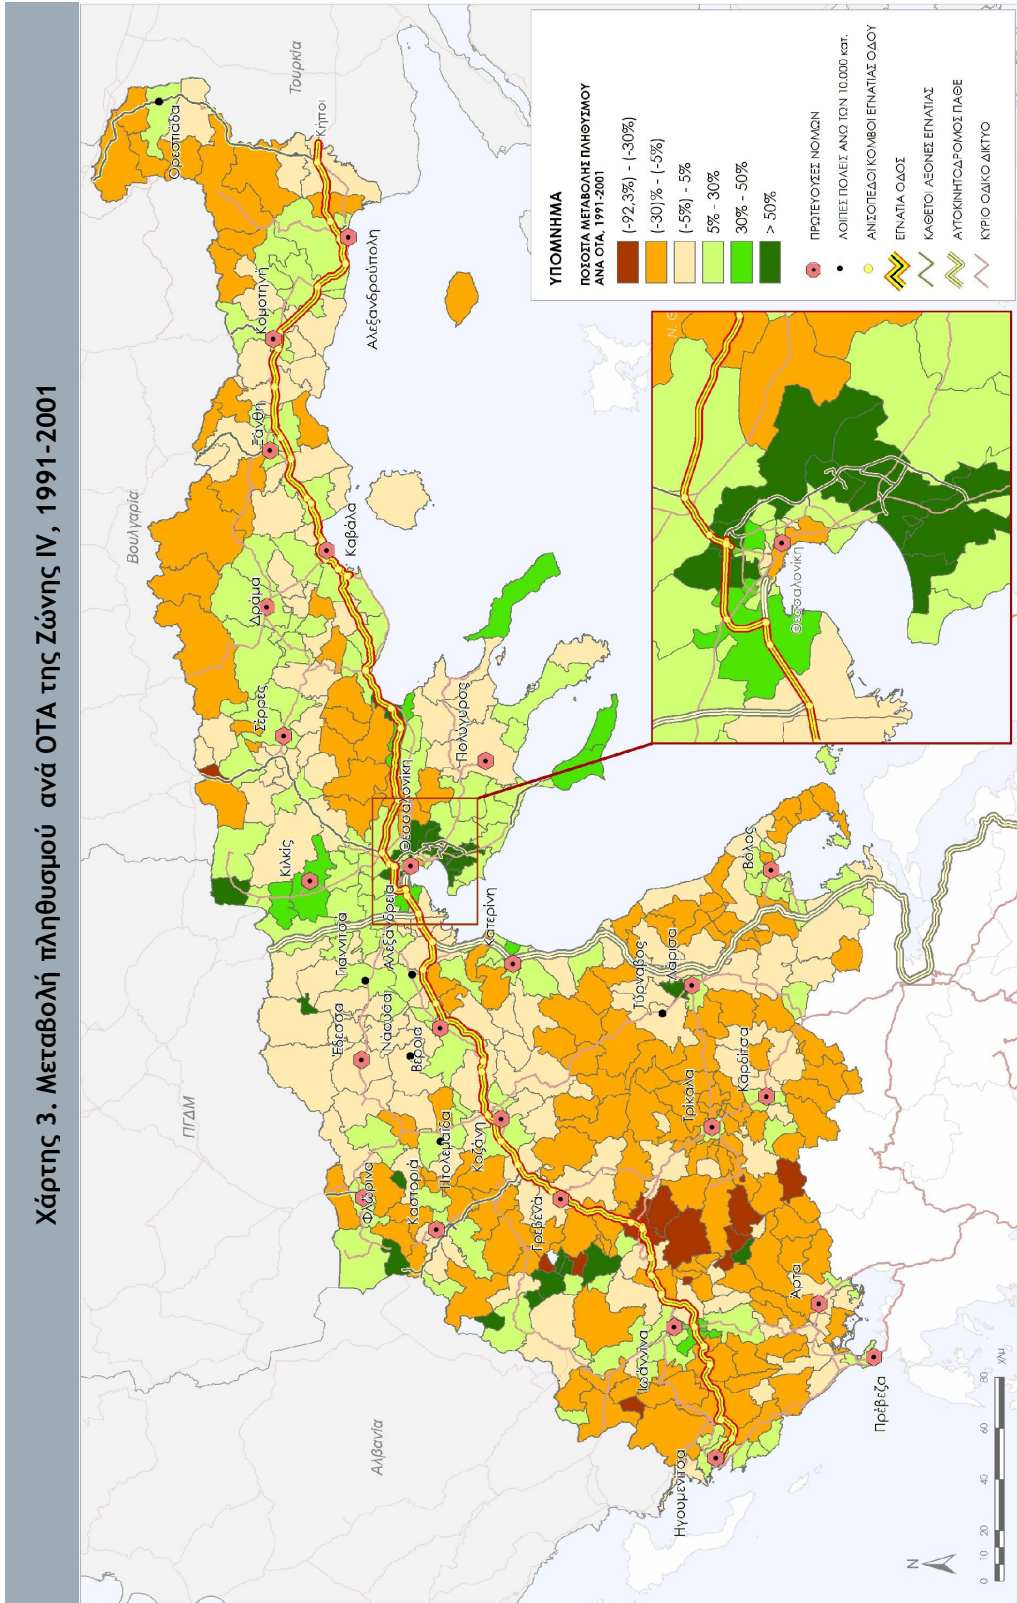 Χάρτης 3. Μεταβολή πληθυσμού ανά ΟΤΑ της Ζώνης IV, 1991-2001
Τουρκία
Βουλγαρία
ΠΓΔΜ
Αλβανία
Ορεστιάδα
Κήποι
Κομοτηνή
Αλεξανδρούπολη
Ξάνθη
Καβάλα
Δράμα
Σέρρες
Πολύγυρος
Θεσσαλονίκη
Κιλκίς
Γιαννιτσά
Αλεξάνδρεια
Κατερίνη
Έδεσσα
Νάουσα
Βέροια
Φλώρινα
Καστοριά
Πτολεμαΐδα
Κοζάνη
Γρεβενά
Βόλος
Τύρναβος
Λάρισα
Τρίκαλα
Καρδίτσα
Ιωάννινα
Άρτα
Πρέβεζα
Ηγουμενίτσα
Θεσσαλονίκη
ΥΠΟΜΝΗΜΑ
ΠΟΣΟΣΤΑ ΜΕΤΑΒΟΛΗΣ ΠΛΗΘΥΣΜΟΥ
ΑΝΑ ΟΤΑ, 1991-2001
(-92,3%) - (-30%)
(-30)% - (-5%)
(-5%) - 5%
5% - 30%
30% - 50%
> 50%
ΠΡΩΤΕΥΟΥΣΕΣ ΝΟΜΩΝ
ΛΟΙΠΕΣ ΠΟΛΕΙΣ ΑΝΩ ΤΩΝ 10.000 κατ.
ΑΝΙΣΟΠΕΔΟΙ ΚΟΜΒΟΙ ΕΓΝΑΤΙΑΣ ΟΔΟΥ
ΕΓΝΑΤΙΑ ΟΔΟΣ
ΚΑΘΕΤΟΙ ΑΞΟΝΕΣ ΕΓΝΑΤΙΑΣ
ΑΥΤΟΚΙΝΗΤΟΔΡΟΜΟΣ ΠΑΘΕ
ΚΥΡΙΟ ΟΔΙΚΟ ΔΙΚΤΥΟ
N
0 10 20 40 60 80
Χλμ